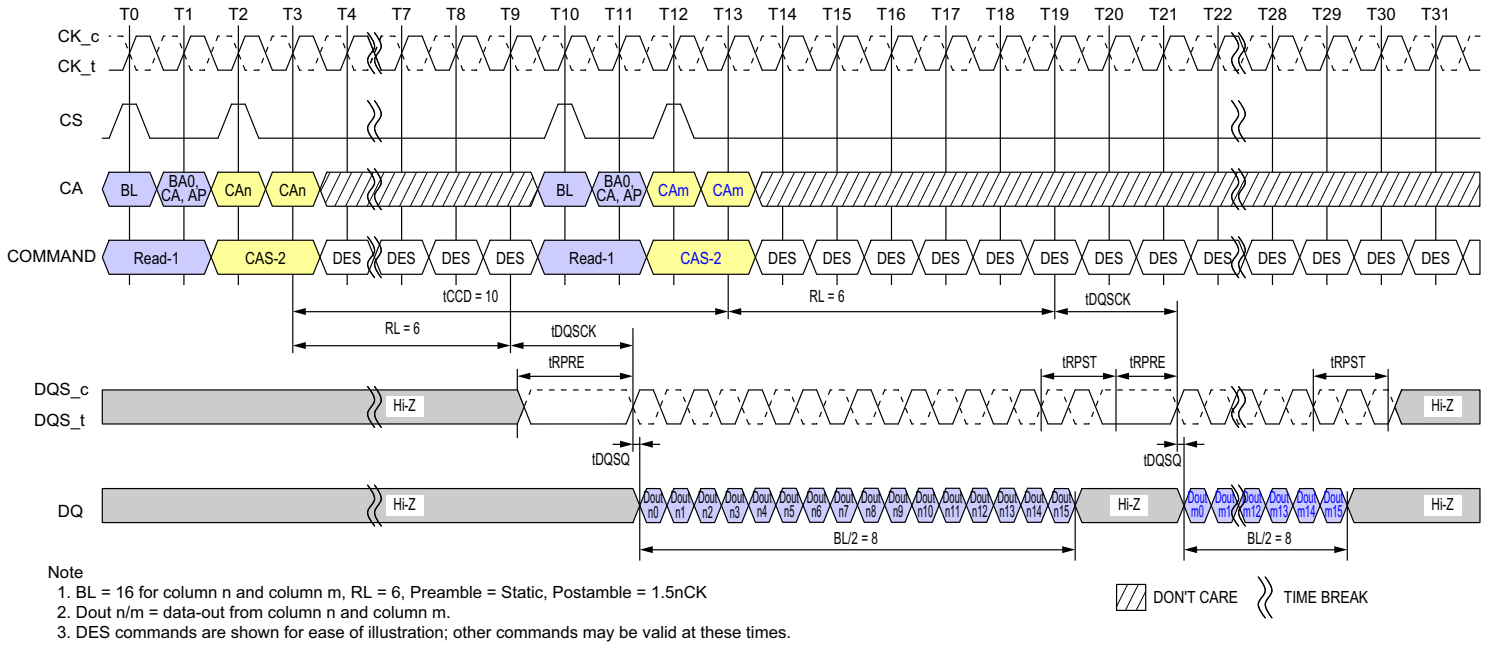 T0 T1 T2 T3 T4 T7 T8 T9 T10 T11 T12 T13 T14 T15 T16 T17 T18 T19 T20 T21 T22 T28 T29 T30 T31
CK_c
CK_t
CS
CA BL BA0, CA, AP CAn CAn BL BA0, CA, AP CAm CAm
COMMAND Read-1 CAS-2 DES DES DES DES Read-1 CAS-2 DES DES DES DES DES DES DES DES DES DES DES DES DES
tCCD = 10 RL = 6 tDQSCK
RL = 6 tDQSCK
tRPRE tRPST tRPRE tRPST
DQS_c
DQS_t Hi-Z Hi-Z
tDQSQ tDQSQ
DQ Hi-Z Dout n0 Dout n1 Dout n2 Dout n3 Dout n4 Dout n5 Dout n6 Dout n7 Dout n8 Dout n9 Dout n10 Dout n11 Dout n12 Dout n13 Dout n14 Dout n15 Hi-Z Dout m0 Dout m1 Dout m12 Dout m13 Dout m14 Dout m15 Hi-Z
BL/2 = 8 BL/2 = 8
Note
1. BL = 16 for column n and column m, RL = 6, Preamble = Static, Postamble = 1.5nCK
2. Dout n/m = data-out from column n and column m.
3. DES commands are shown for ease of illustration; other commands may be valid at these times.
DON'T CARE TIME BREAK